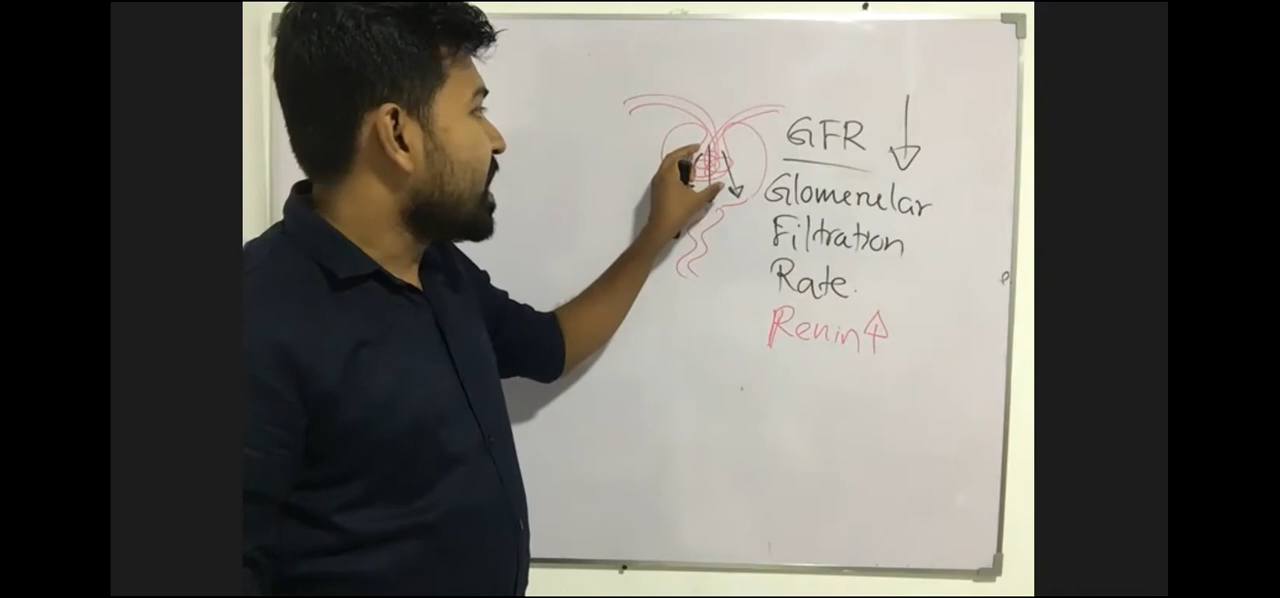 GFR ↓
Glomerular
Filtration
Rate.
Renin ↑